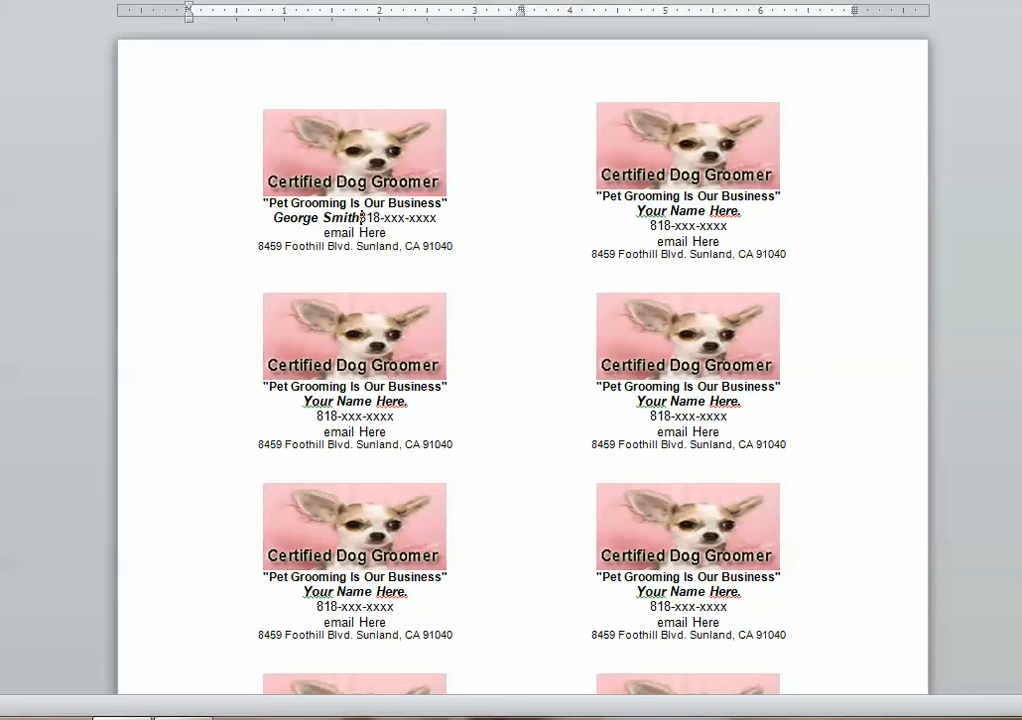 1 2 3 4 5 6
Certified Dog Groomer
"Pet Grooming Is Our Business"
George Smith 818-xxx-xxxx
email Here
8459 Foothill Blvd. Sunland, CA 91040
Certified Dog Groomer
"Pet Grooming Is Our Business"
Your Name Here.
818-xxx-xxxx
email Here
8459 Foothill Blvd. Sunland, CA 91040
Certified Dog Groomer
"Pet Grooming Is Our Business"
Your Name Here.
818-xxx-xxxx
email Here
8459 Foothill Blvd. Sunland, CA 91040
Certified Dog Groomer
"Pet Grooming Is Our Business"
Your Name Here.
818-xxx-xxxx
email Here
8459 Foothill Blvd. Sunland, CA 91040
Certified Dog Groomer
"Pet Grooming Is Our Business"
Your Name Here.
818-xxx-xxxx
email Here
8459 Foothill Blvd. Sunland, CA 91040
Certified Dog Groomer
"Pet Grooming Is Our Business"
Your Name Here.
818-xxx-xxxx
email Here
8459 Foothill Blvd. Sunland, CA 91040